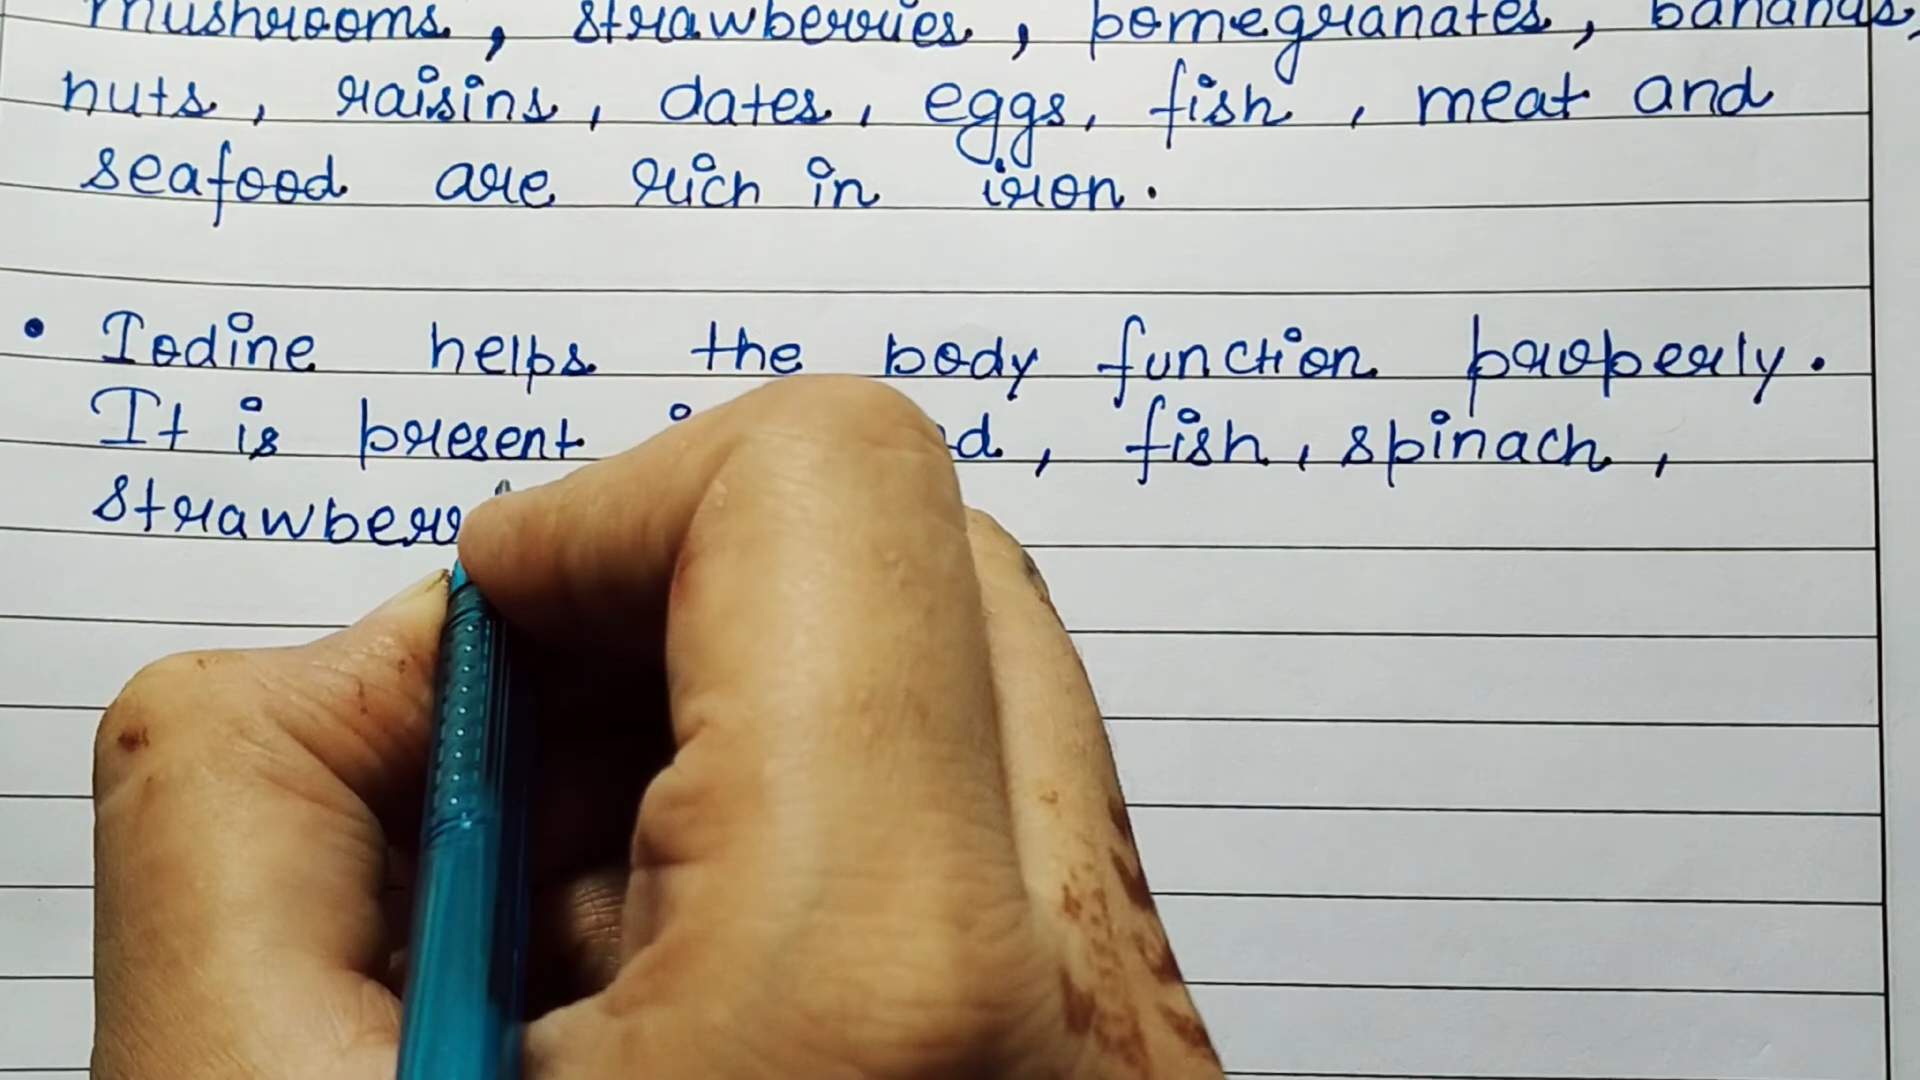 mushrooms, strawberries, pomegranates, bananas,
nuts, raisins, dates, eggs, fish, meat and
seafood are rich in iron.
• Iodine helps the body function properly.
It is present fish, spinach,